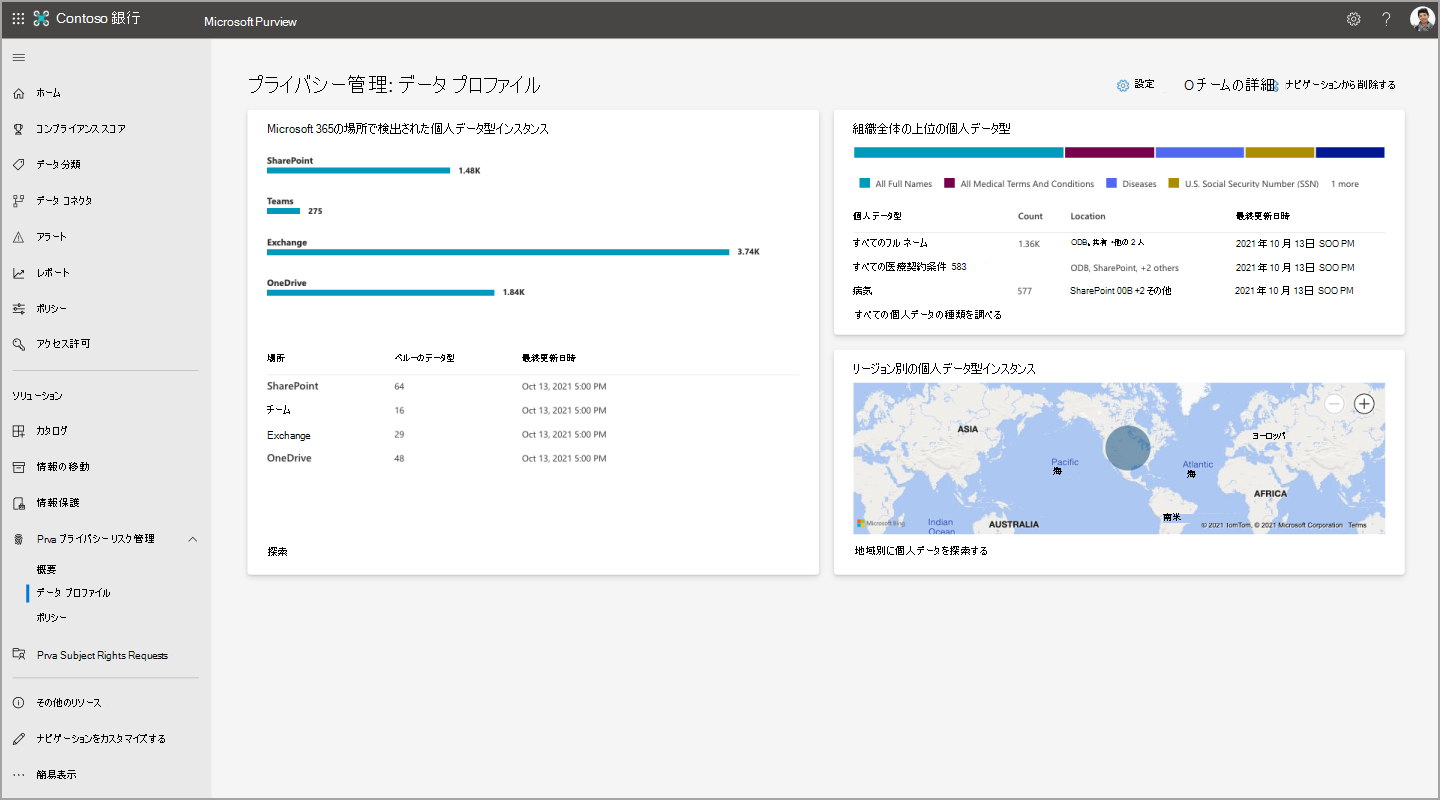 Contoso 銀行
Microsoft Purview
ホーム
コンプライアンス スコア
データ分類
データ コネクタ
アラート
レポート
ポリシー
アクセス許可
ソリューション
カタログ
情報の移動
情報保護
Prva プライバシー リスク管理
概要
データ プロファイル
ポリシー
Prva Subject Rights Requests
その他のリソース
ナビゲーションをカスタマイズする
簡易表示
プライバシー管理: データ プロファイル
設定
Oチームの詳細
ナビゲーションから削除する
Microsoft 365の場所で検出された個人データ型インスタンス
SharePoint
1.48K
Teams
275
Exchange
3.74K
OneDrive
1.84K
場所 ペルーのデータ型 最終更新日時
SharePoint 64 Oct 13, 2021 5:00 PM
チーム 16 Oct 13, 2021 5:00 PM
Exchange 29 Oct 13, 2021 5:00 PM
OneDrive 48 Oct 13, 2021 5:00 PM
探索
組織全体の上位の個人データ型
All Full Names All Medical Terms And Conditions Diseases U.S. Social Security Number (SSN) 1 more
個人データ型 Count Location 最終更新日時
すべてのフル ネーム 1.36K ODB, 共有 +他の 2 人 2021 年 10 月 13日 SOO PM
すべての医療契約条件 583 ODB, SharePoint, +2 others 2021 年 10 月 13日 SOO PM
病気 577 SharePoint 00B +2 その他 2021 年 10 月 13日 SOO PM
すべての個人データの種類を調べる
リージョン別の個人データ型インスタンス
ASIA
ヨーロッパ
Pacific
海
Atlantic
海
AFRICA
南米
Indian
Ocean
AUSTRALIA
Microsoft Bing
© 2021 TomTom, © 2021 Microsoft Corporation Terms
地域別に個人データを探索する